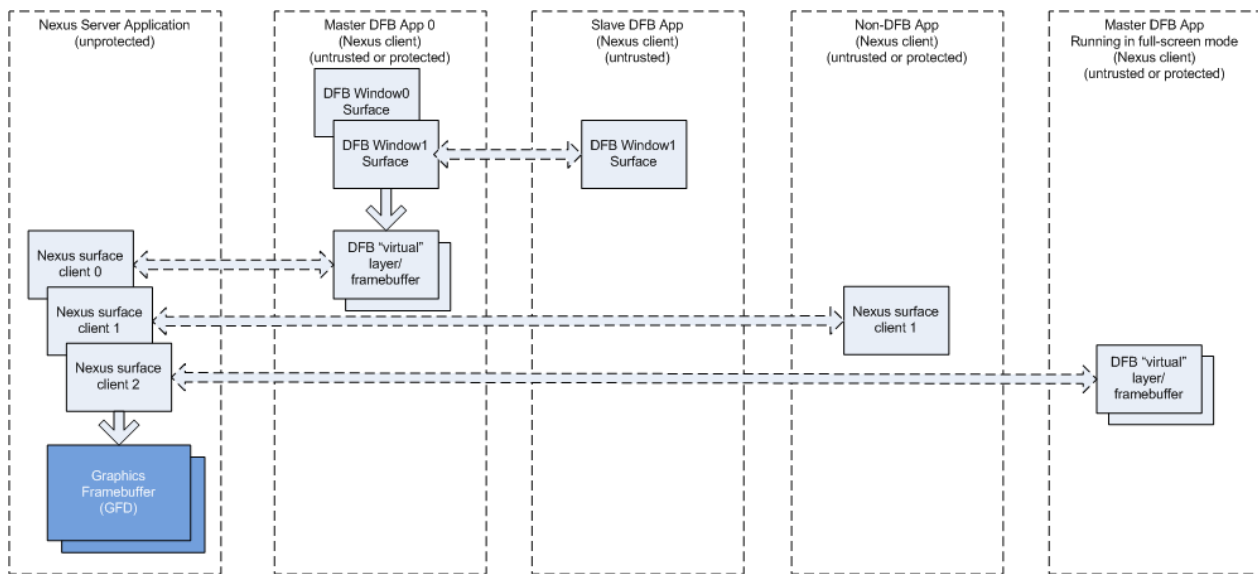 Nexus Server Application
(unprotected)
Master DFB App 0
(Nexus client)
(untrusted or protected)
Slave DFB App
(Nexus client)
(untrusted)
Non-DFB App
(Nexus client)
(untrusted or protected)
Master DFB App
Running in full-screen mode
(Nexus client)
(untrusted or protected)
DFB Window0
Surface
DFB Window1
Surface
DFB Window1
Surface
Nexus surface
client 0
DFB “virtual”
layer/
framebuffer
Nexus surface
client 1
Nexus surface
client 1
Nexus surface
client 2
DFB “virtual”
layer/
framebuffer
Graphics
Framebuffer
(GFD)